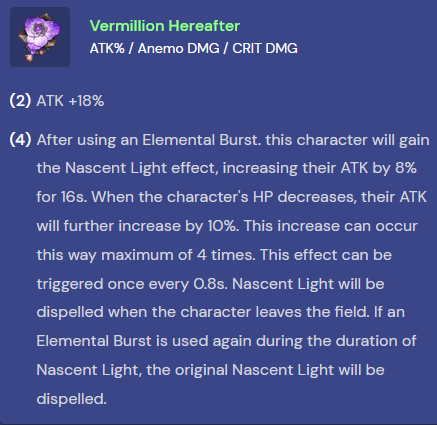 Vermillion Hereafter
ATK% / Anemo DMG / CRIT DMG
(2) ATK +18%
(4) After using an Elemental Burst. this character will gain
the Nascent Light effect, increasing their ATK by 8%
for 16s. When the character's HP decreases, their ATK
will further increase by 10%. This increase can occur
this way maximum of 4 times. This effect can be
triggered once every 0.8s. Nascent Light will be
dispelled when the character leaves the field. If an
Elemental Burst is used again during the duration of
Nascent Light, the original Nascent Light will be
dispelled.